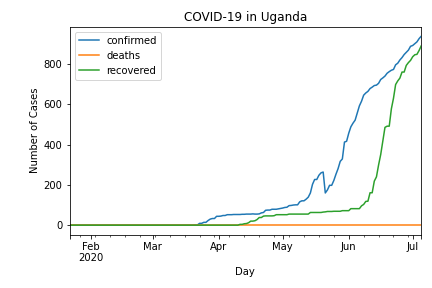 COVID-19 in Uganda
confirmed
deaths
recovered
Number of Cases
800
600
400
200
0
Feb
2020
Mar
Apr
May
Jun
Jul
Day